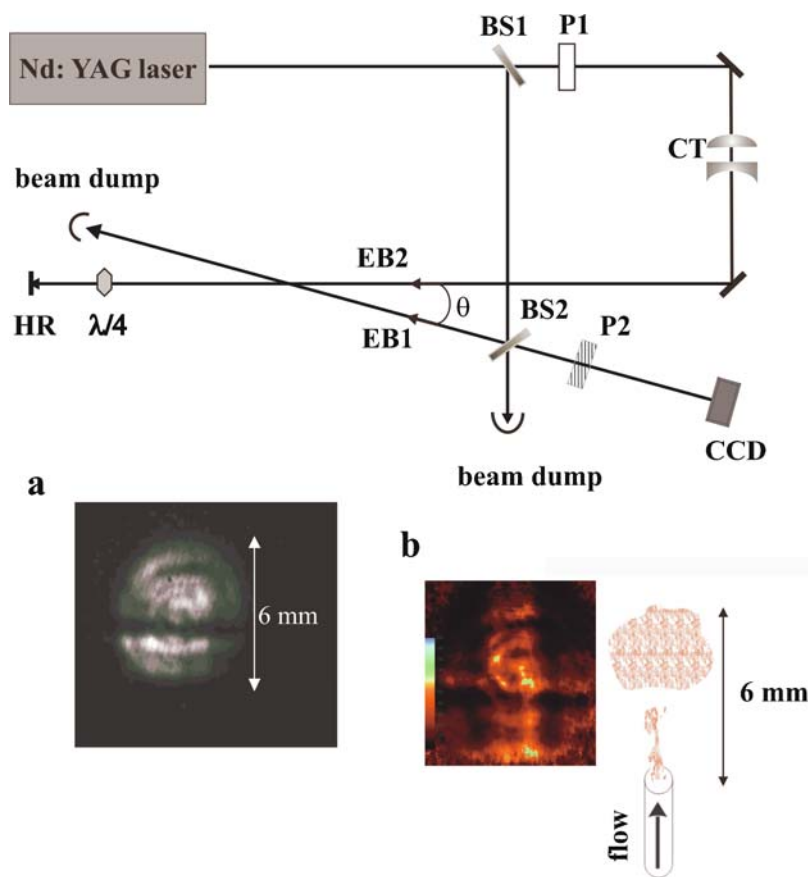 BS1
P1
Nd: YAG laser
CT
beam dump
EB2
θ
BS2
P2
HR
λ/4
EB1
CCD
beam dump
a
b
6 mm
6 mm
flow